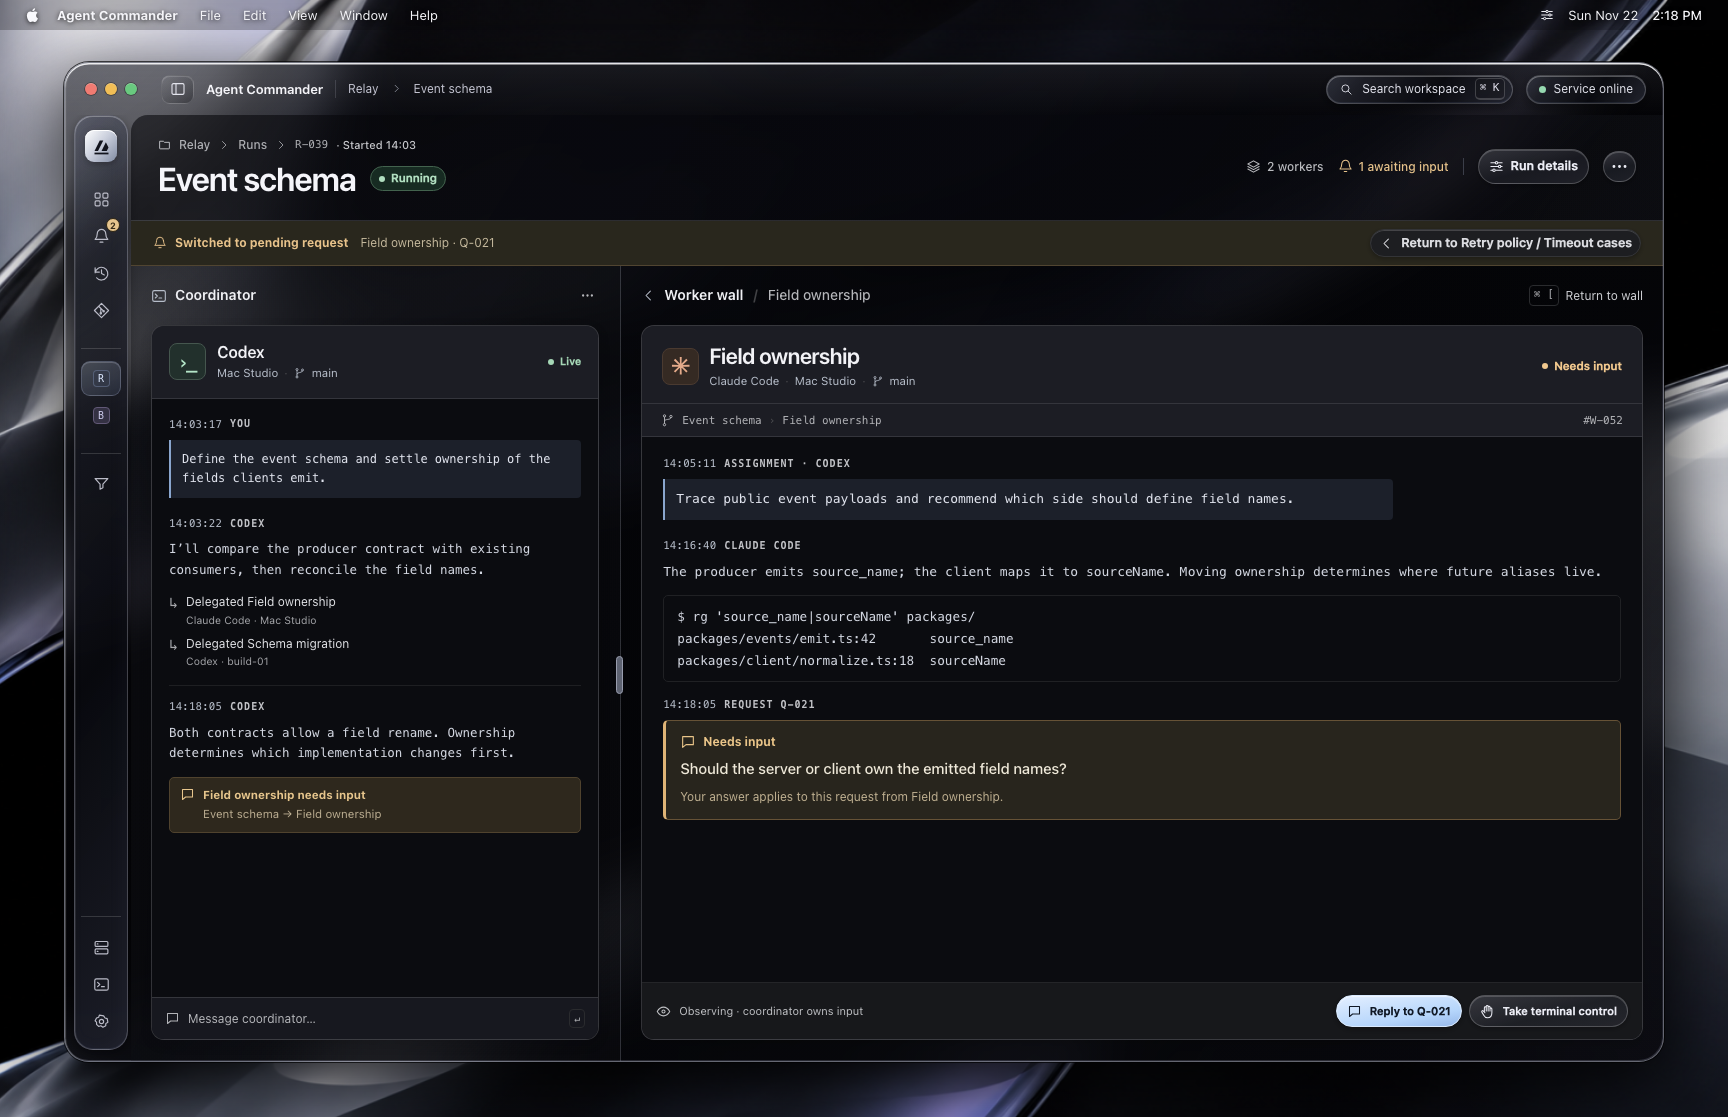 Agent Commander File Edit View Window Help
Sun Nov 22 2:18 PM
Agent Commander Relay Event schema
Search workspace ⌘ K
Service online
Relay Runs R-039 · Started 14:03
Event schema
Running
2 workers
1 awaiting input
Run details
2
Switched to pending request Field ownership · Q-021
Return to Retry policy / Timeout cases
R
B
Coordinator
Codex
Mac Studio · main
Live
14:03:17 YOU
Define the event schema and settle ownership of the
fields clients emit.
14:03:22 CODEX
I’ll compare the producer contract with existing
consumers, then reconcile the field names.
↳ Delegated Field ownership
Claude Code · Mac Studio
↳ Delegated Schema migration
Codex · build-01
14:18:05 CODEX
Both contracts allow a field rename. Ownership
determines which implementation changes first.
Field ownership needs input
Event schema → Field ownership
Message coordinator... ↵
Worker wall / Field ownership
⌘ [ Return to wall
Field ownership
Claude Code · Mac Studio · main
Needs input
Event schema › Field ownership
#W-052
14:05:11 ASSIGNMENT · CODEX
Trace public event payloads and recommend which side should define field names.
14:16:40 CLAUDE CODE
The producer emits source_name; the client maps it to sourceName. Moving ownership determines where future aliases live.
$ rg 'source_name|sourceName' packages/
packages/events/emit.ts:42 source_name
packages/client/normalize.ts:18 sourceName
14:18:05 REQUEST Q-021
Needs input
Should the server or client own the emitted field names?
Your answer applies to this request from Field ownership.
Observing · coordinator owns input
Reply to Q-021
Take terminal control